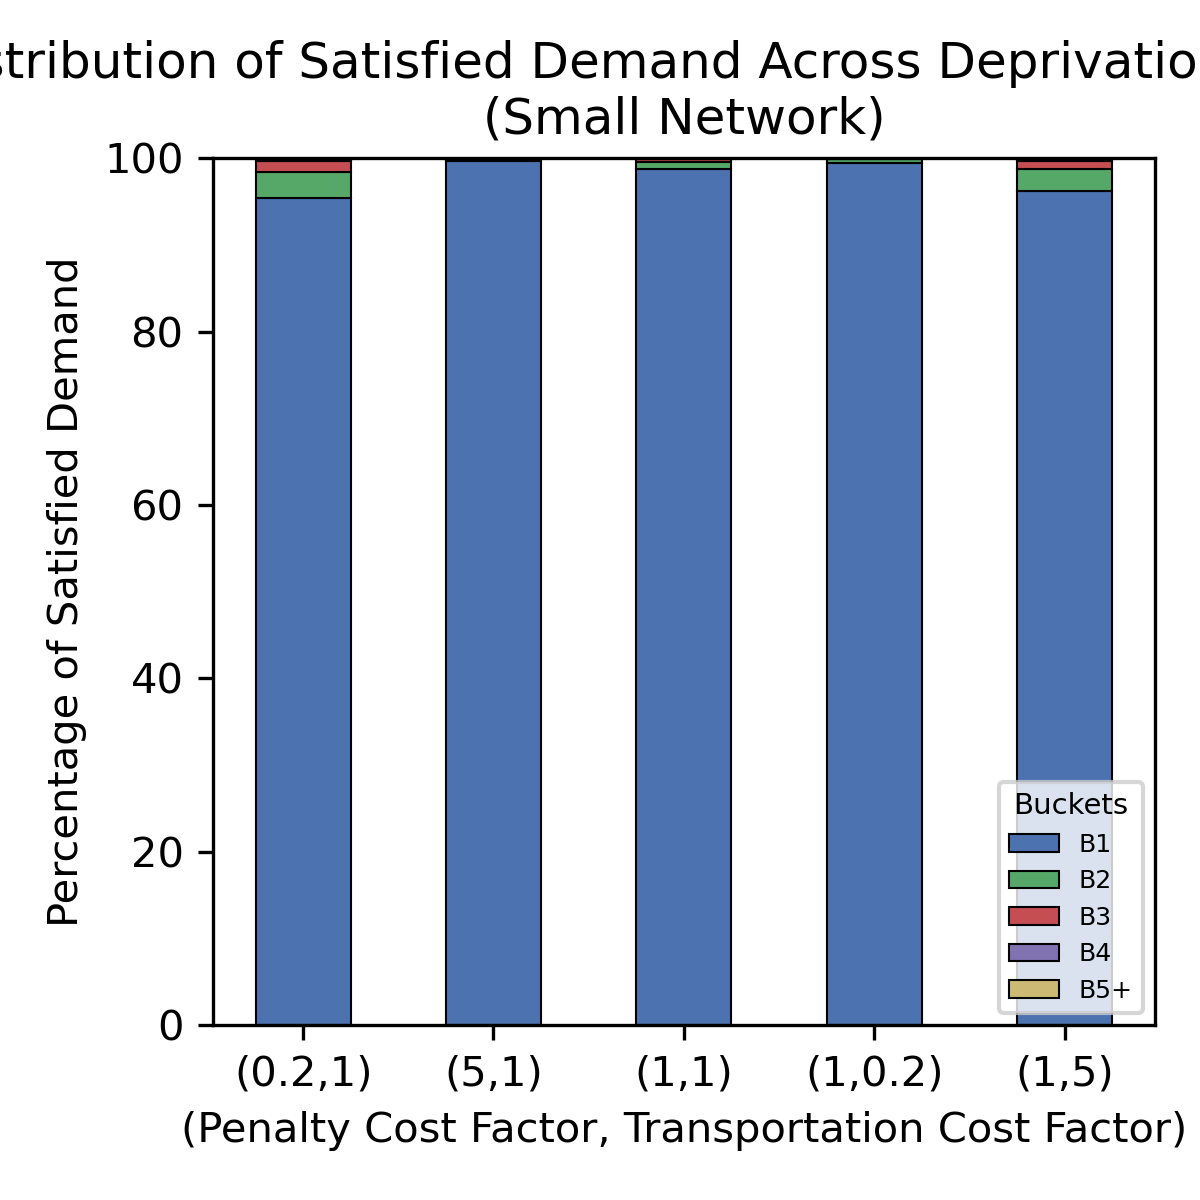 stribution of Satisfied Demand Across Deprivatio
(Small Network)
Percentage of Satisfied Demand
100
80
60
40
20
0
Buckets
B1
B2
B3
B4
B5+
(0.2,1) (5,1) (1,1) (1,0.2) (1,5)
(Penalty Cost Factor, Transportation Cost Factor)